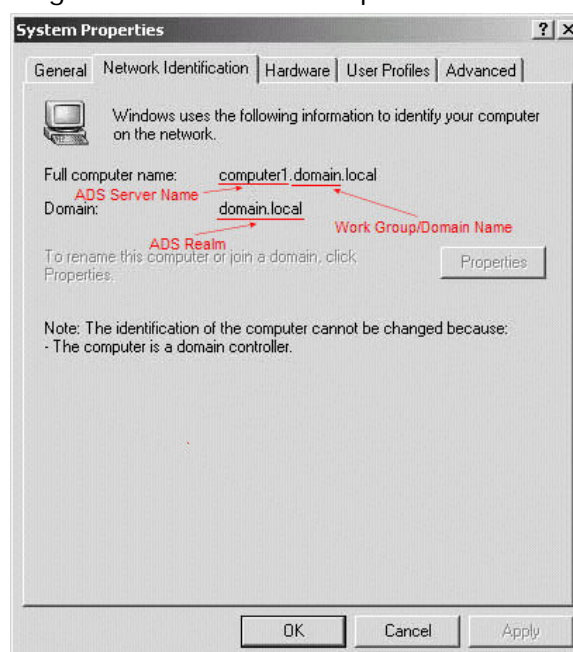 System Properties
? x
General Network Identification Hardware User Profiles Advanced
Windows uses the following information to identify your computer
on the network.
Full computer name: computer1.domain.local
ADS Server Name
Domain: domain.local
Work Group/Domain Name
ADS Realm
To rename this computer or join a domain, click
Properties.
Properties
Note: The identification of the computer cannot be changed because:
- The computer is a domain controller.
OK Cancel Apply